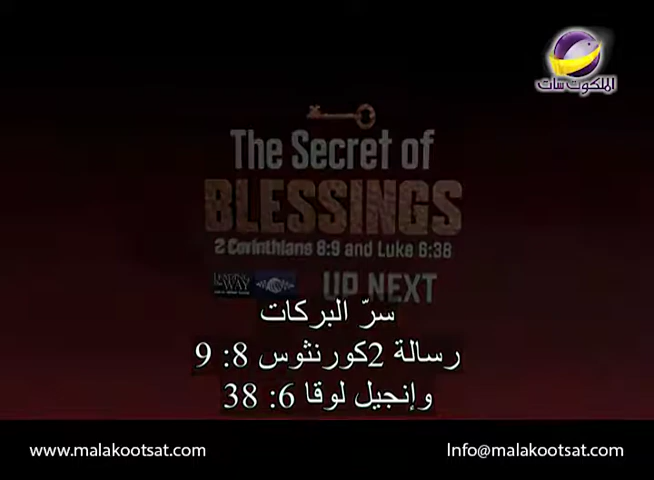 الملكوت سات
The Secret of
BLESSINGS
2 Corinthians 8:9 and Luke 6:38
UP NEXT
سرّ البركات
رسالة 2كورنثوس 8: 9
وإنجيل لوقا 6: 38
www.malakootsat.com
Info@malakootsat.com